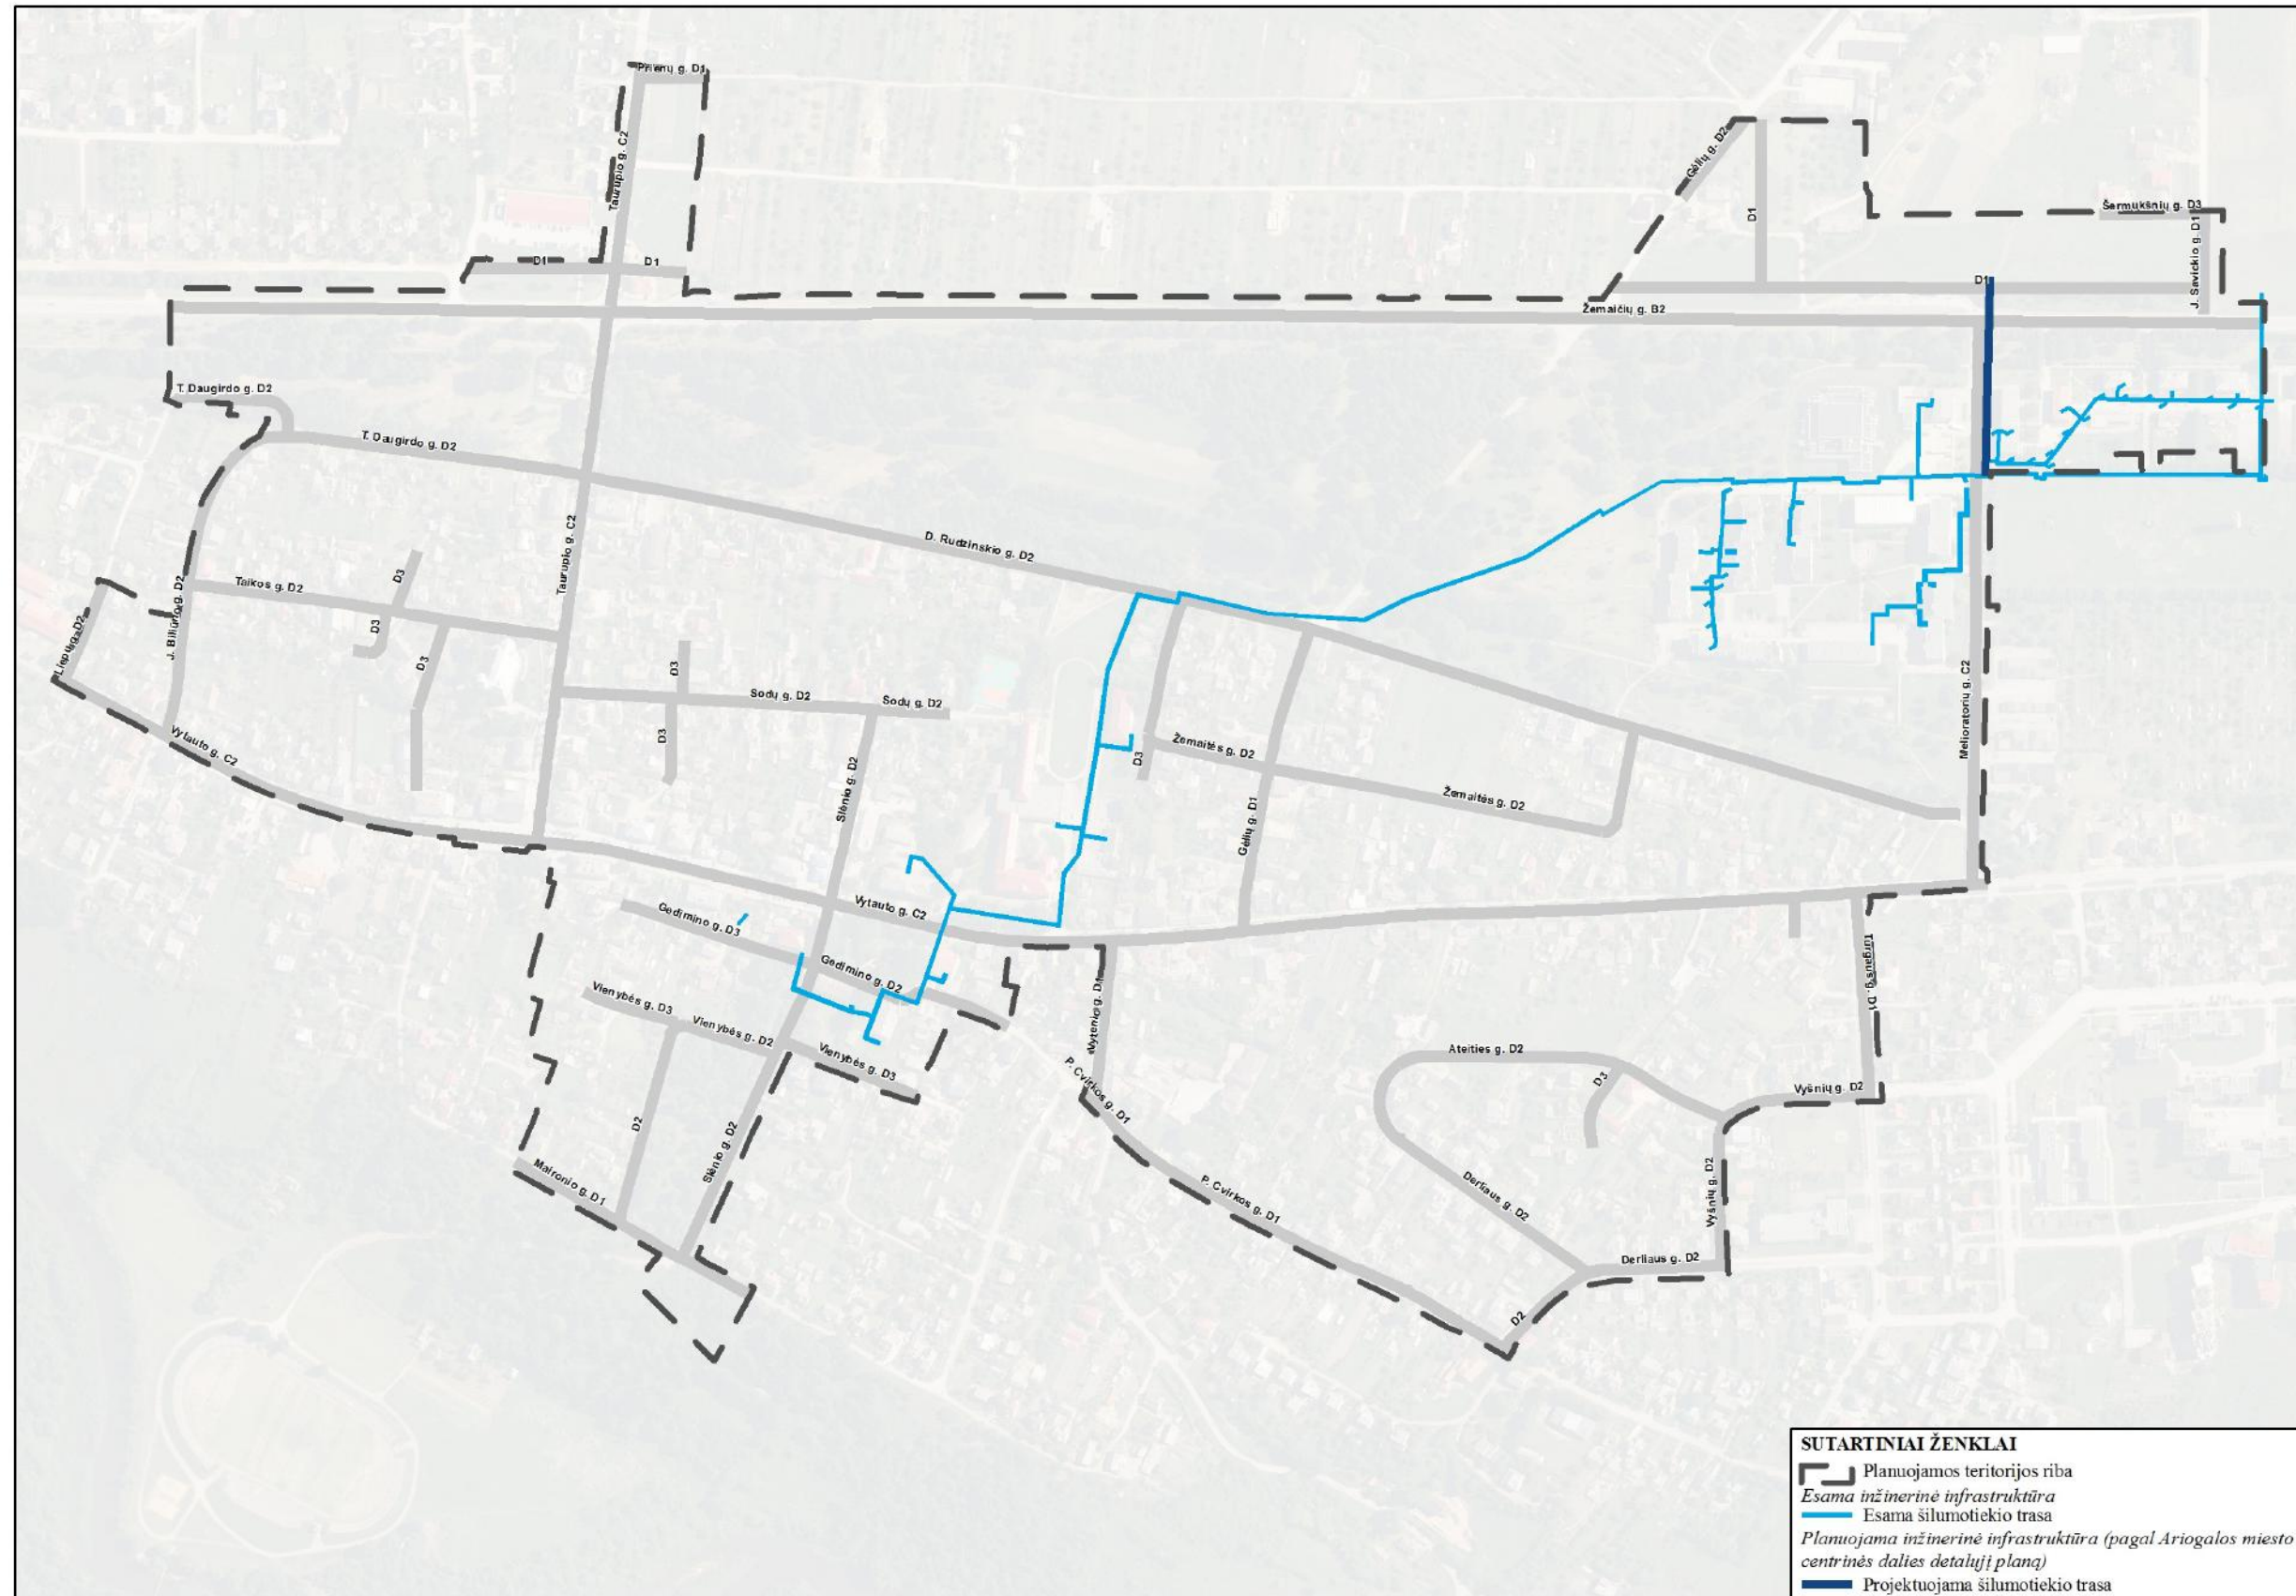 Prienų g. D1
Taurupio g. C2
Gėlių g. D2
D1
Šermukšnių g. D3
J. Savickio g. D1
D1
D1
D1
Žemaičių g. B2
T. Daugirdo g. D2
T. Daugirdo g. D2
Taurupio g. C2
D. Rudzinskio g. D2
Taikos g. D2
D3
D3
D3
J. Biliūno g. D2
Liepų g. D2
Vytauto g. C2
D3
D3
Sodų g. D2
Sodų g. D2
Slėnio g. D2
D3
Žemaitės g. D2
Žemaitės g. D2
Gėlių g. D1
Melioratorių g. C2
Vytauto g. C2
Gedimino g. D3
Gedimino g. D2
Vienybės g. D3
Vienybės g. D2
Vienybės g. D3
D2
Slėnio g. D2
Maironio g. D1
Vytenio g. D1
P. Cvirkos g. D1
P. Cvirkos g. D1
Turgaus g. D1
Ateities g. D2
D3
Vyšnių g. D2
Vyšnių g. D2
Derliaus g. D2
Derliaus g. D2
D2
SUTARTINIAI ŽENKLAI
Planuojamos teritorijos riba
Esama inžinerinė infrastruktūra
Esama šilumotiekio trasa
Planuojama inžinerinė infrastruktūra (pagal Ariogalos miesto
centrinės dalies detalųjį planą)
Projektuojama šilumotiekio trasa